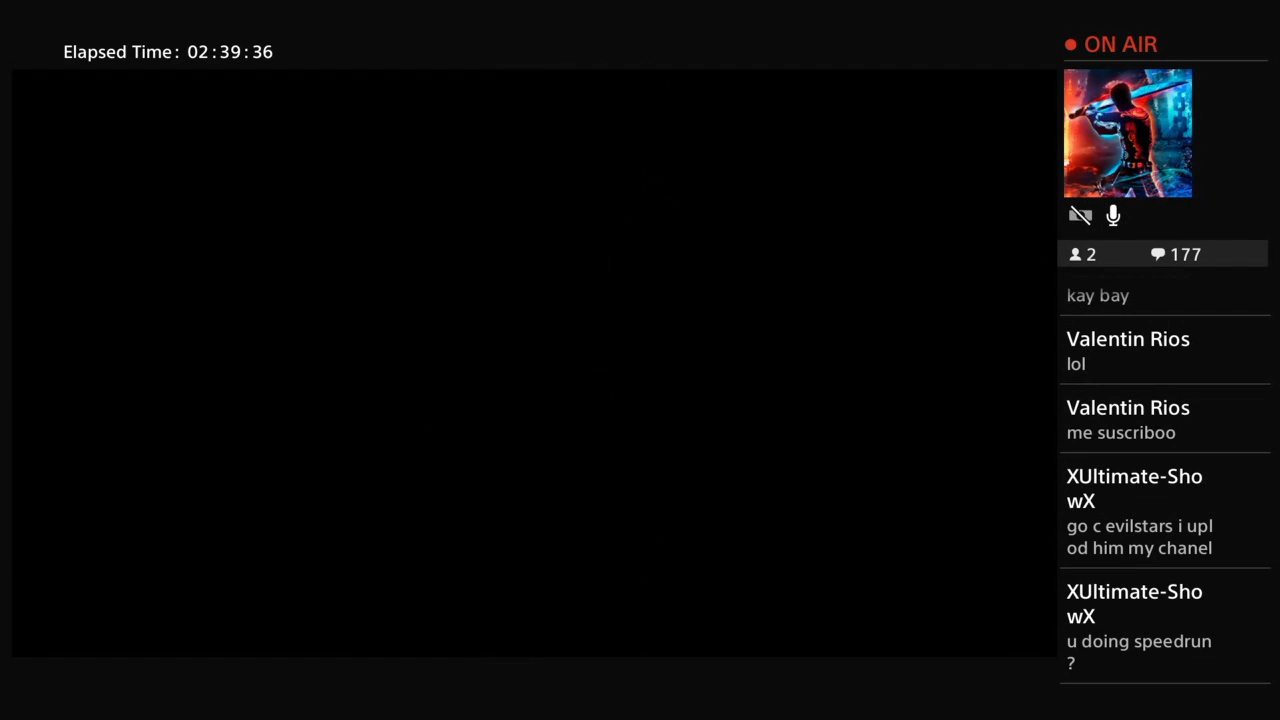 Elapsed Time: 02:39:36
ON AIR
2
177
kay bay
Valentin Rios
lol
Valentin Rios
me suscriboo
XUltimate-Sho
wX
go c evilstars i upl
od him my chanel
XUltimate-Sho
wX
u doing speedrun
?